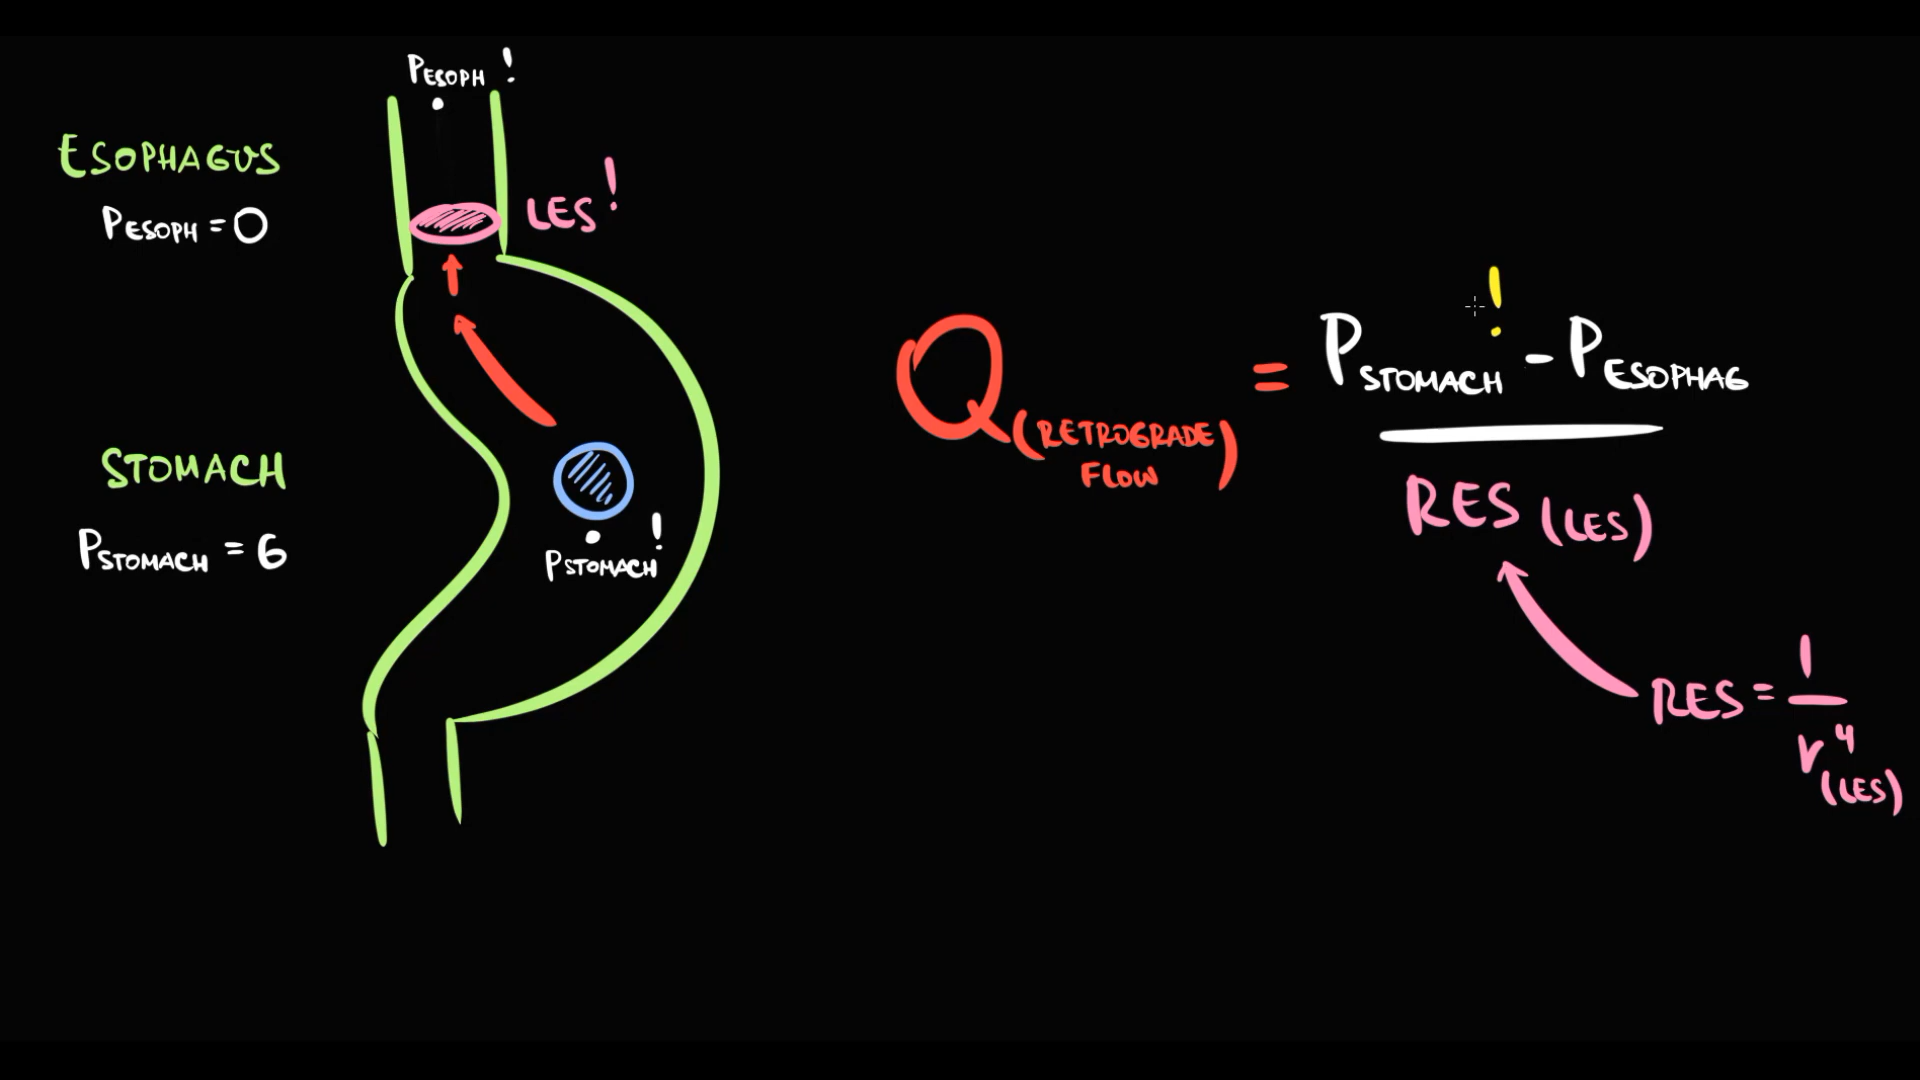 PESOPH !
ESOPHAGUS
PESOPH = 0
LES !
STOMACH
PSTOMACH = 6
PSTOMACH !
Q(RETROGRADE FLOW) = PSTOMACH ! - PESOPHAG
RES (LES)
RES = 1
r4 (LES)